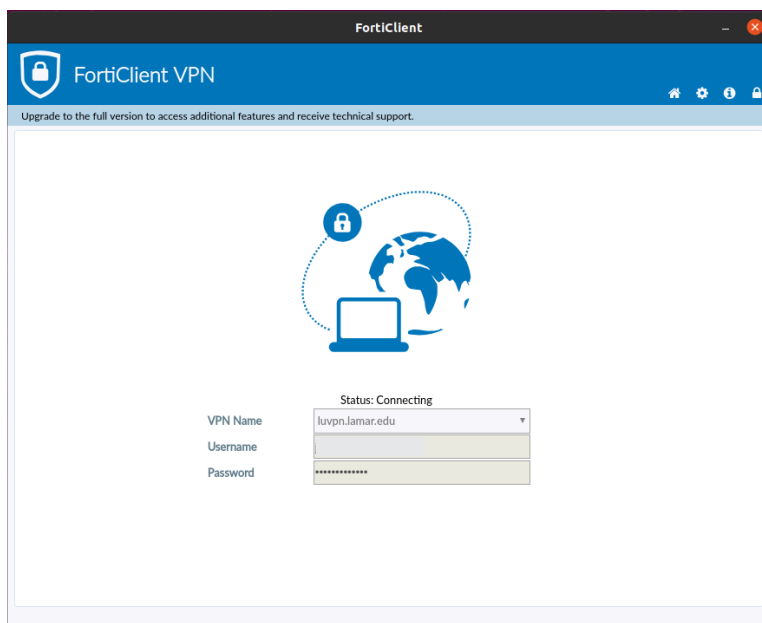 FortiClient
FortiClient VPN
Upgrade to the full version to access additional features and receive technical support.
Status: Connecting
VPN Name
luvpn.lamar.edu
Username
Password
•••••••••••••